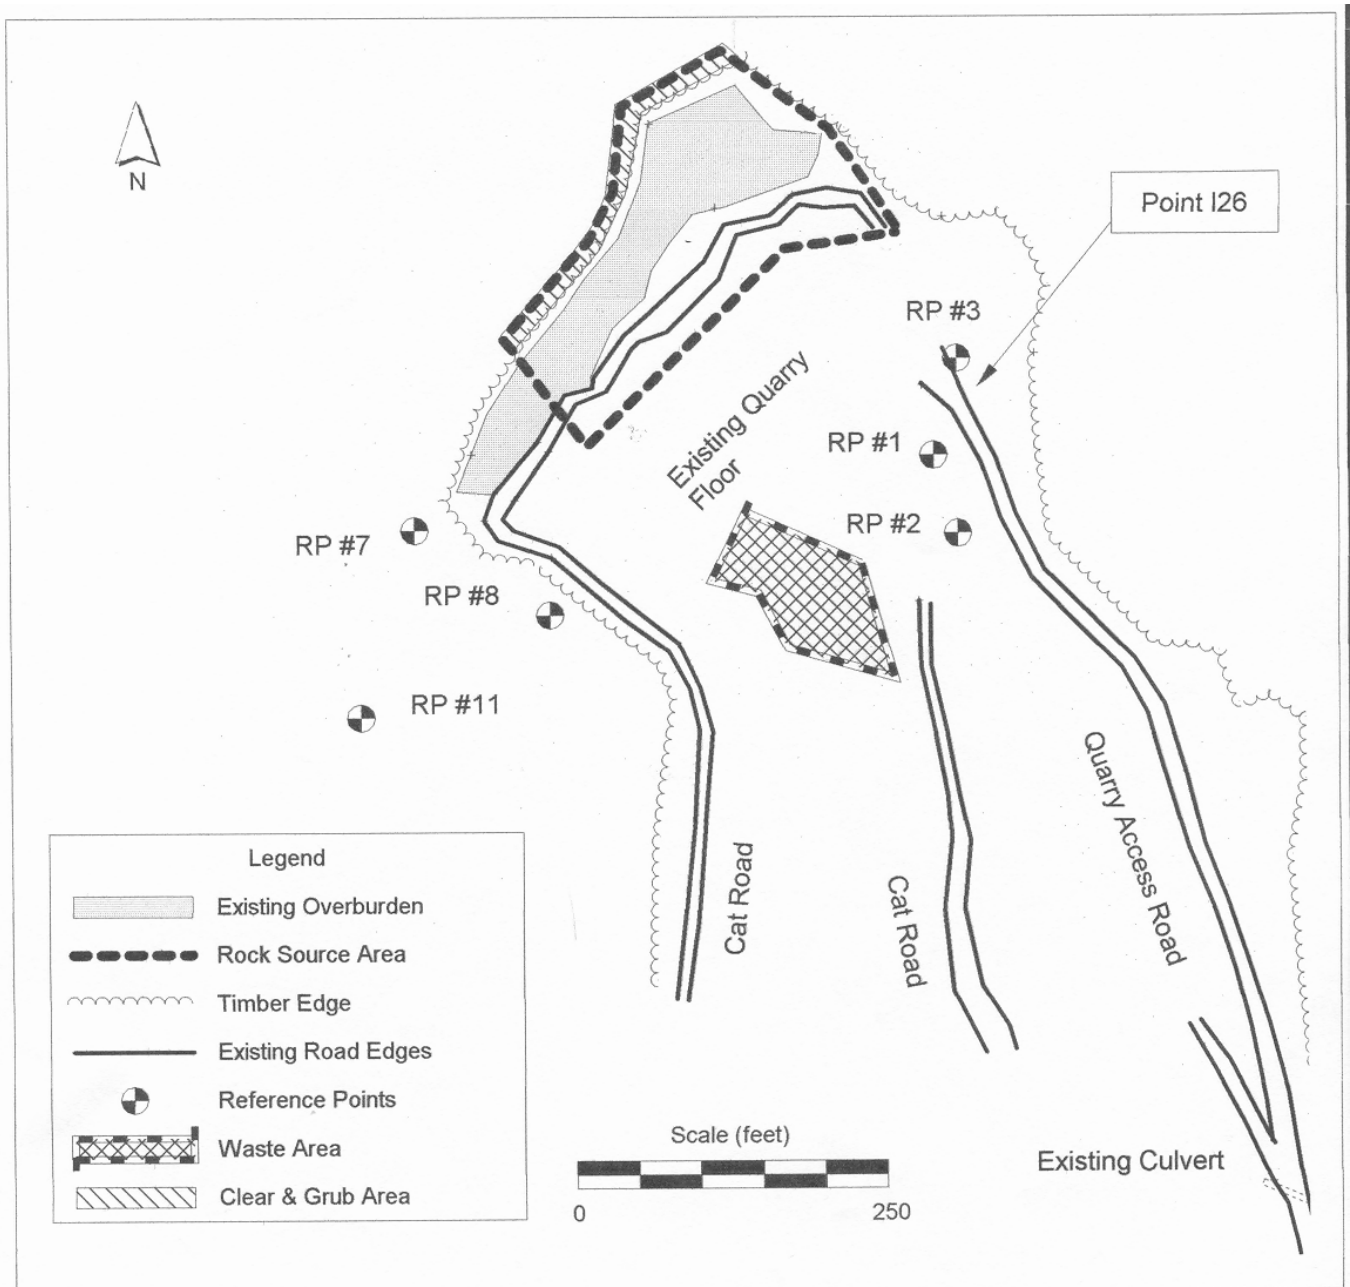 N
Point I26
RP #3
Existing Quarry
Floor
RP #1
RP #2
RP #7
RP #8
RP #11
Quarry Access Road
Cat Road
Cat Road
Legend
Existing Overburden
Rock Source Area
Timber Edge
Existing Road Edges
Reference Points
Waste Area
Clear & Grub Area
Scale (feet)
0 250
Existing Culvert